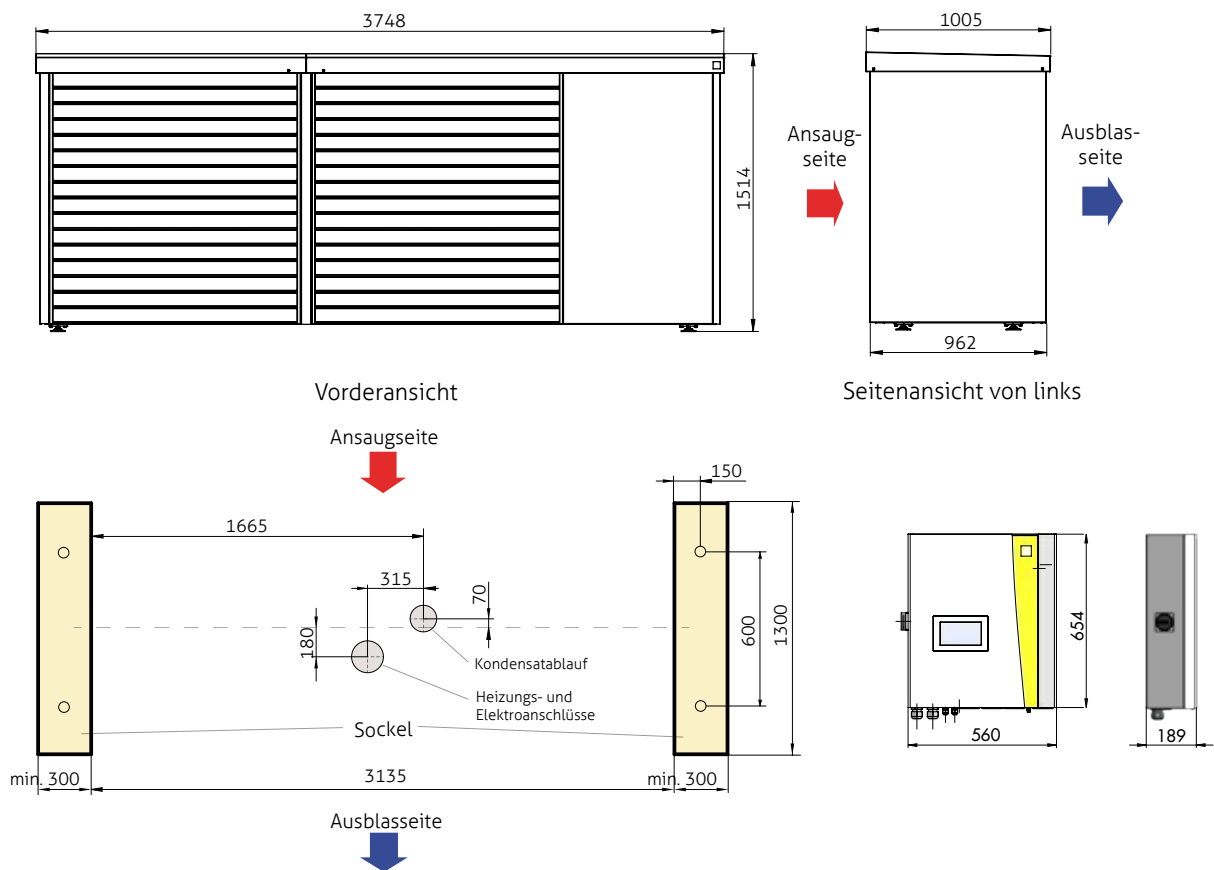 3748
1005
Ansaug-
seite
Ausblas-
seite
1514
962
Vorderansicht
Seitenansicht von links
Ansaugseite
150
1665
315
70
180
600
1300
Kondensatablauf
Heizungs- und
Elektroanschlüsse
Sockel
min. 300
3135
min. 300
Ausblasseite
654
560
189